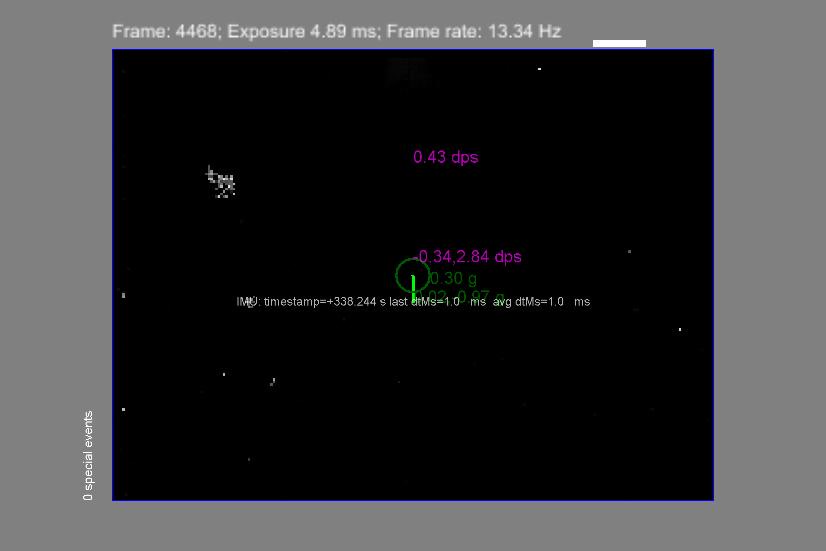 Frame: 4468; Exposure 4.89 ms; Frame rate: 13.34 Hz
0.43 dps
-0.34,2.84 dps
0.30 g
0.97 g
IMU: timestamp=+338.244 s last dtMs=1.0 ms avg dtMs=1.0 ms
0 special events